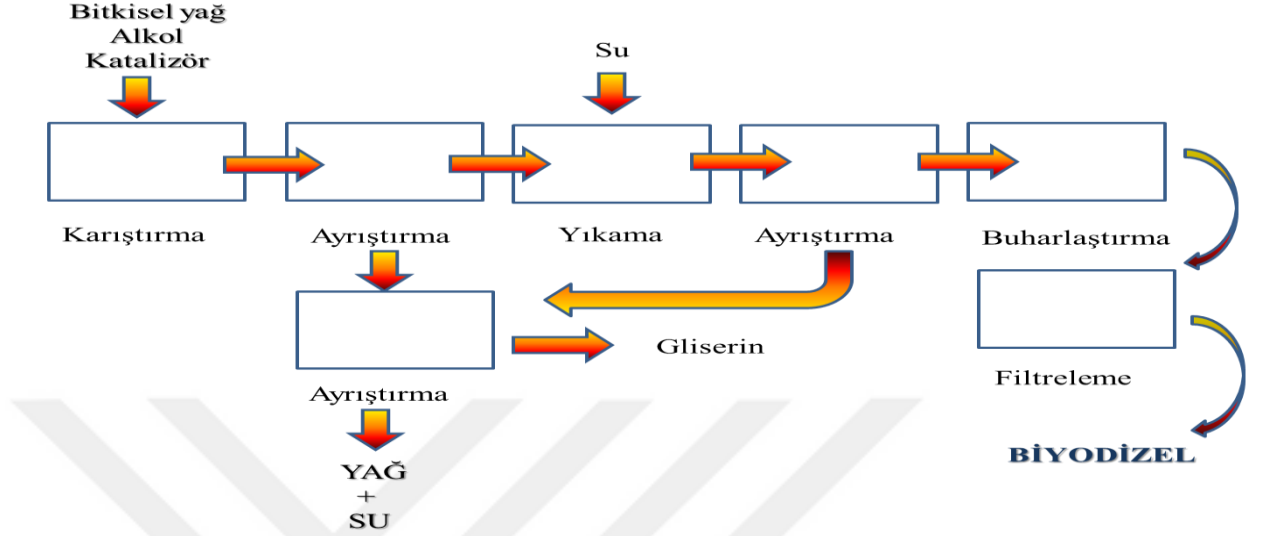 Bitkisel yağ
Alkol
Katalizör
Su
Karıştırma
Ayrıştırma
Yıkama
Ayrıştırma
Buharlaştırma
Gliserin
Filtreleme
Ayrıştırma
BİYODİZEL
YAĞ
+
SU